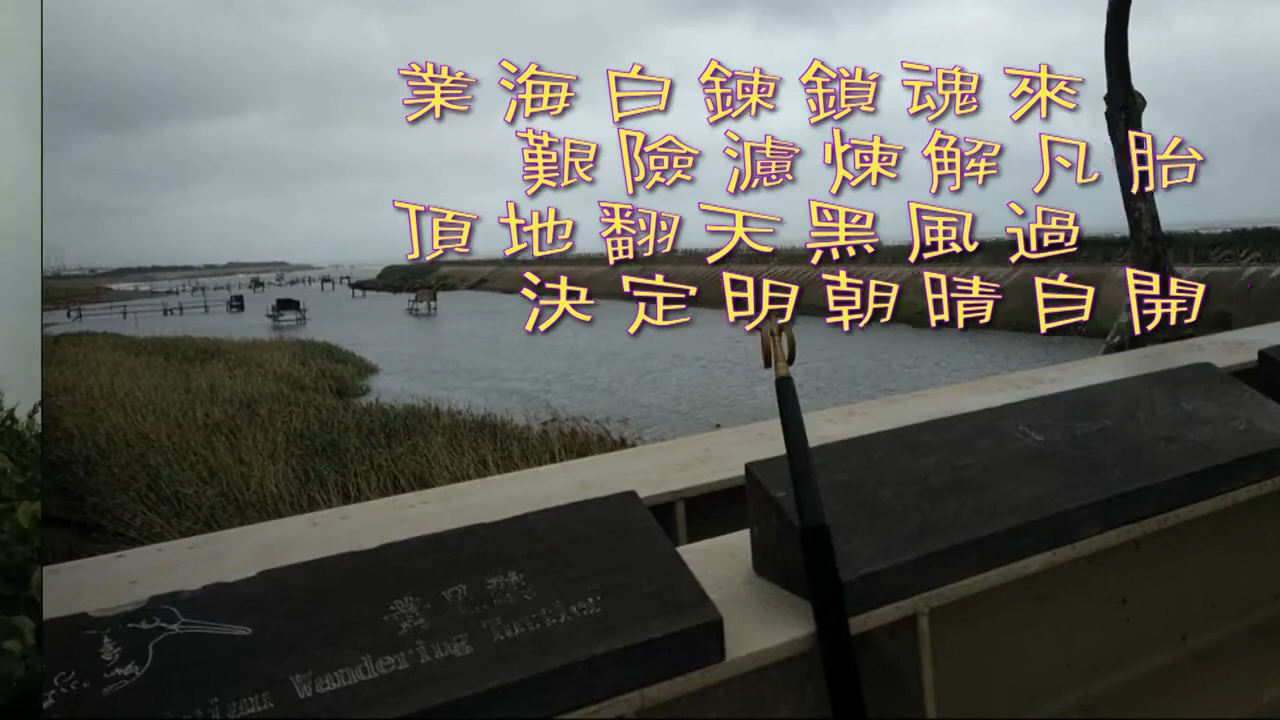 業海白鍊鎖魂來
艱險濾煉解凡胎
頂地翻天黑風過
決定明朝晴自開
Wandering Tattler